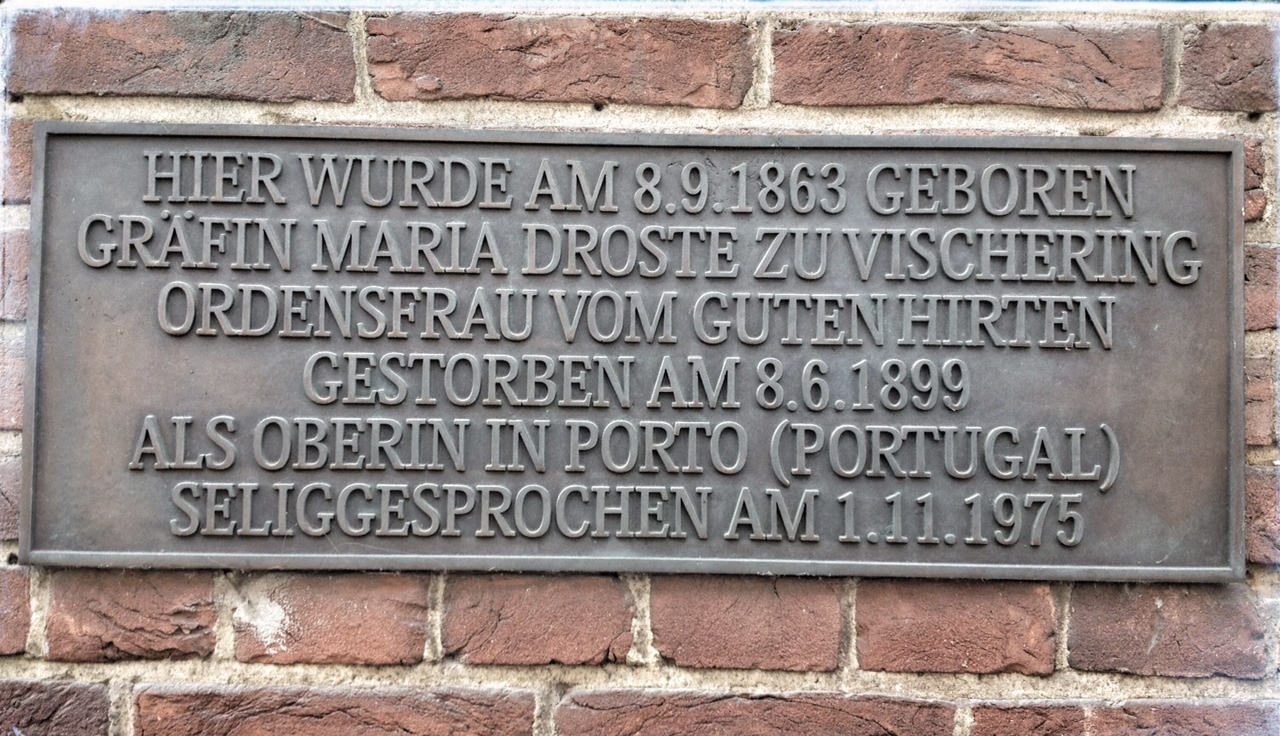 HIER WURDE AM 8.9.1863 GEBOREN
GRÄFIN MARIA DROSTE ZU VISCHERING
ORDENSFRAU VOM GUTEN HIRTEN
GESTORBEN AM 8.6.1899
ALS OBERIN IN PORTO (PORTUGAL)
SELIGGESPROCHEN AM 1.11.1975